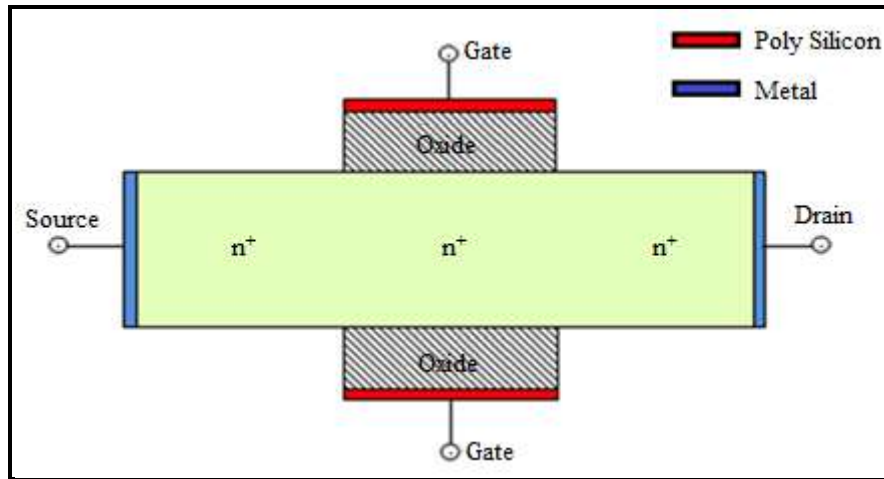 Gate
Poly Silicon
Metal
Oxide
Source
Drain
n+ n+ n+
Oxide
Gate